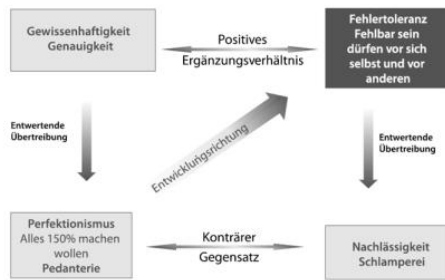 Gewissenhaftigkeit
Genauigkeit
Positives
Ergänzungsverhältnis
Fehlertoleranz
Fehlbar sein
dürfen vor sich
selbst und vor
anderen
Entwertende
Übertreibung
Entwicklungsrichtung
Entwertende
Übertreibung
Perfektionismus
Alles 150% machen
wollen
Pedanterie
Konträrer
Gegensatz
Nachlässigkeit
Schlamperei